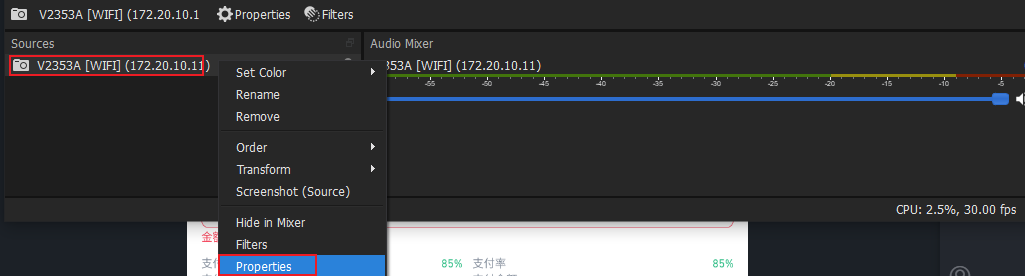 V2353A [WIFI] (172.20.10.1 Properties Filters
Sources
Audio Mixer
V2353A [WIFI] (172.20.10.11)
353A [WIFI] (172.20.10.11)
-55 -50 -45 -40 -35 -30 -25 -20 -15 -10 -5
Set Color
Rename
Remove
Order
Transform
Screenshot (Source)
Hide in Mixer
Filters
Properties
CPU: 2.5%, 30.00 fps
金额
支付 85% 支付率 85%